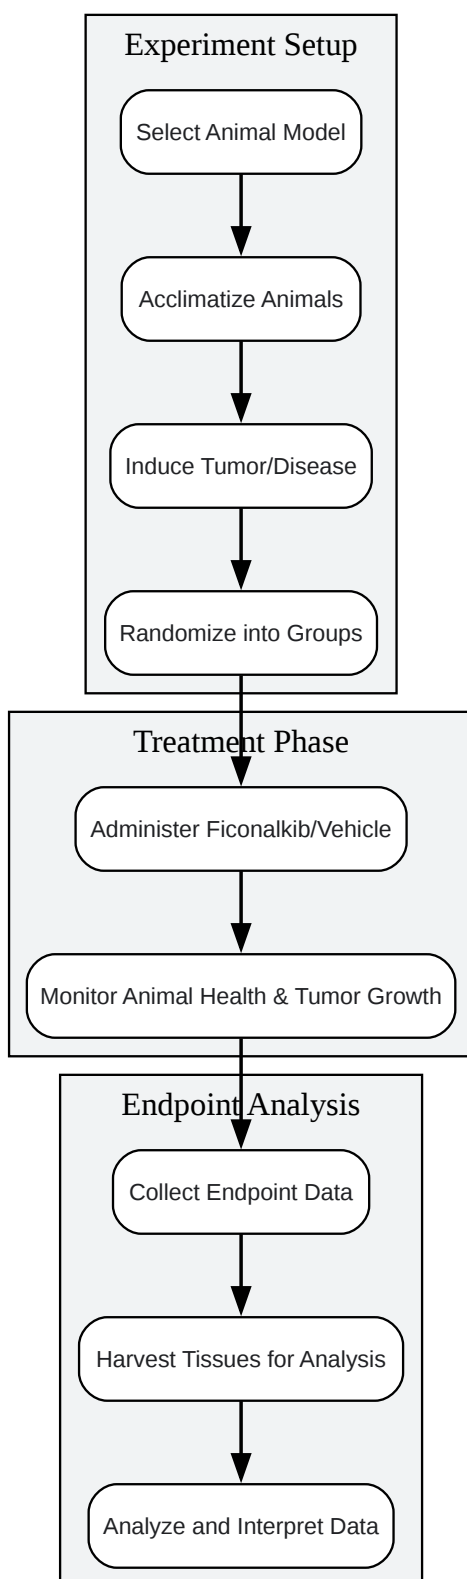 Experiment Setup
Select Animal Model
Acclimatize Animals
Induce Tumor/Disease
Randomize into Groups
Treatment Phase
Administer Ficonalkib/Vehicle
Monitor Animal Health & Tumor Growth
Endpoint Analysis
Collect Endpoint Data
Harvest Tissues for Analysis
Analyze and Interpret Data